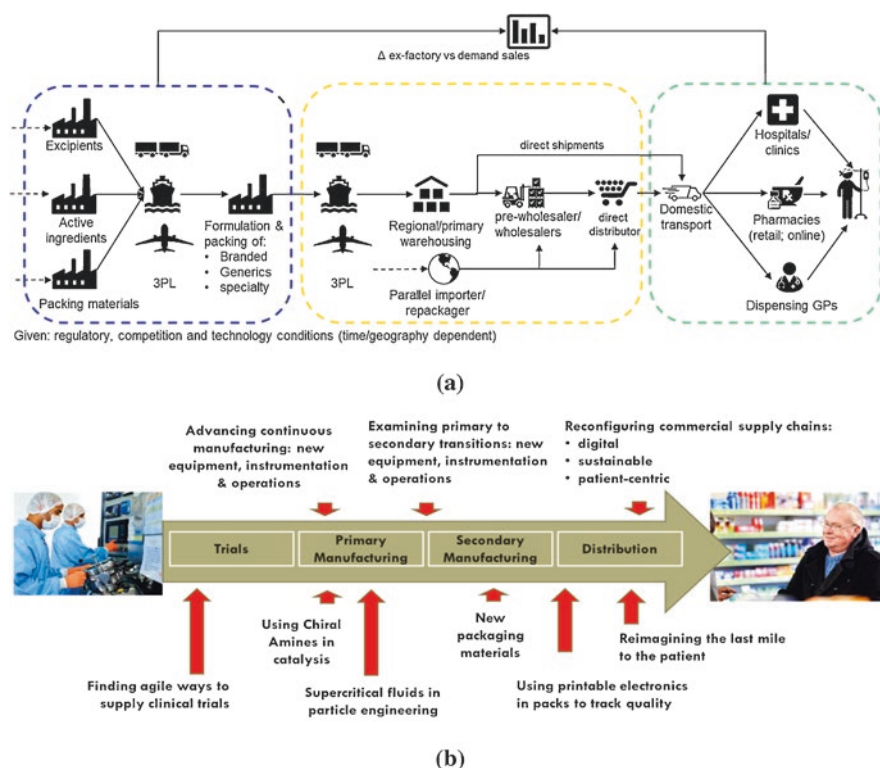 Δ ex-factory vs demand sales
Excipients
Active
ingredients
Packing materials
3PL
Formulation &
packing of:
• Branded
• Generics
• specialty
3PL
Regional/primary
warehousing
Parallel importer/
repackager
direct shipments
pre-wholesaler/
wholesalers
direct
distributor
Domestic
transport
Hospitals/
clinics
Pharmacies
(retail; online)
Dispensing GPs
Given: regulatory, competition and technology conditions (time/geography dependent)
(a)
Advancing continuous
manufacturing: new
equipment, instrumentation
& operations
Examining primary to
secondary transitions: new
equipment, instrumentation
& operations
Reconfiguring commercial supply chains:
• digital
• sustainable
• patient-centric
Trials
Primary
Manufacturing
Secondary
Manufacturing
Distribution
Finding agile ways to
supply clinical trials
Using Chiral
Amines in
catalysis
Supercritical fluids in
particle engineering
New
packaging
materials
Using printable electronics
in packs to track quality
Reimagining the last mile
to the patient
(b)